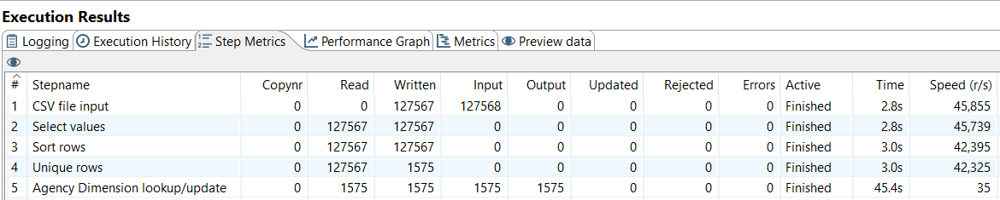 Execution Results
Logging Execution History Step Metrics Performance Graph Metrics Preview data
# Stepname Copynr Read Written Input Output Updated Rejected Errors Active Time Speed (r/s)
1 CSV file input 0 0 127567 127568 0 0 0 0 Finished 2.8s 45,855
2 Select values 0 127567 127567 0 0 0 0 0 Finished 2.8s 45,739
3 Sort rows 0 127567 127567 0 0 0 0 0 Finished 3.0s 42,395
4 Unique rows 0 127567 1575 0 0 0 0 0 Finished 3.0s 42,325
5 Agency Dimension lookup/update 0 1575 1575 1575 1575 0 0 0 Finished 45.4s 35